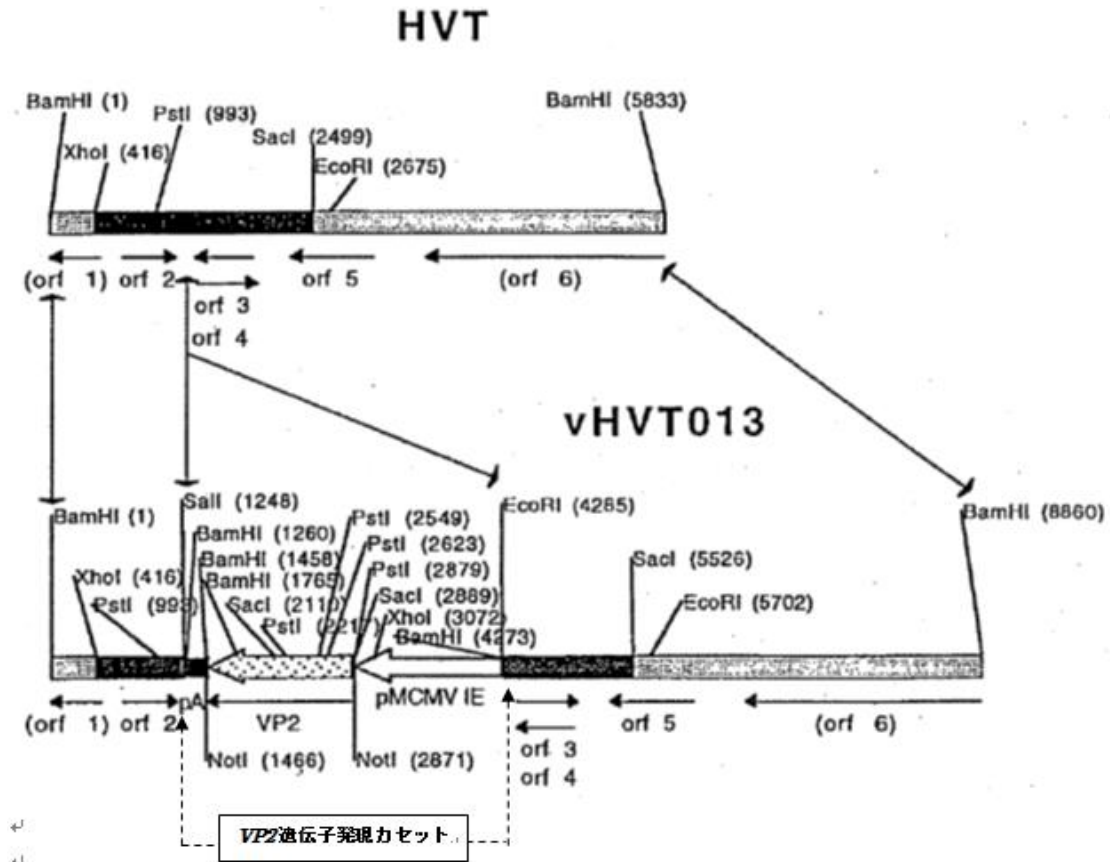 HVT
BamHI (1)
PstI (993)
BamHI (5833)
XhoI (416)
SacI (2499)
EcoRI (2675)
(orf 1)
orf 2
orf 3
orf 4
orf 5
(orf 6)
vHVT013
BamHI (1)
SalI (1248)
BamHI (1260)
BamHI (1458)
BamHI (1765)
SacI (2110)
PstI (2217)
PstI (2549)
PstI (2623)
PstI (2879)
SacI (2889)
XhoI (3072)
BamHI (4273)
EcoRI (4285)
BamHI (8860)
SacI (5526)
EcoRI (5702)
XhoI (416)
PstI (993)
(orf 1)
orf 2
pA
VP2
pMCMV IE
orf 3
orf 4
orf 5
(orf 6)
NotI (1466)
NotI (2871)
VP2遺伝子発現カセット